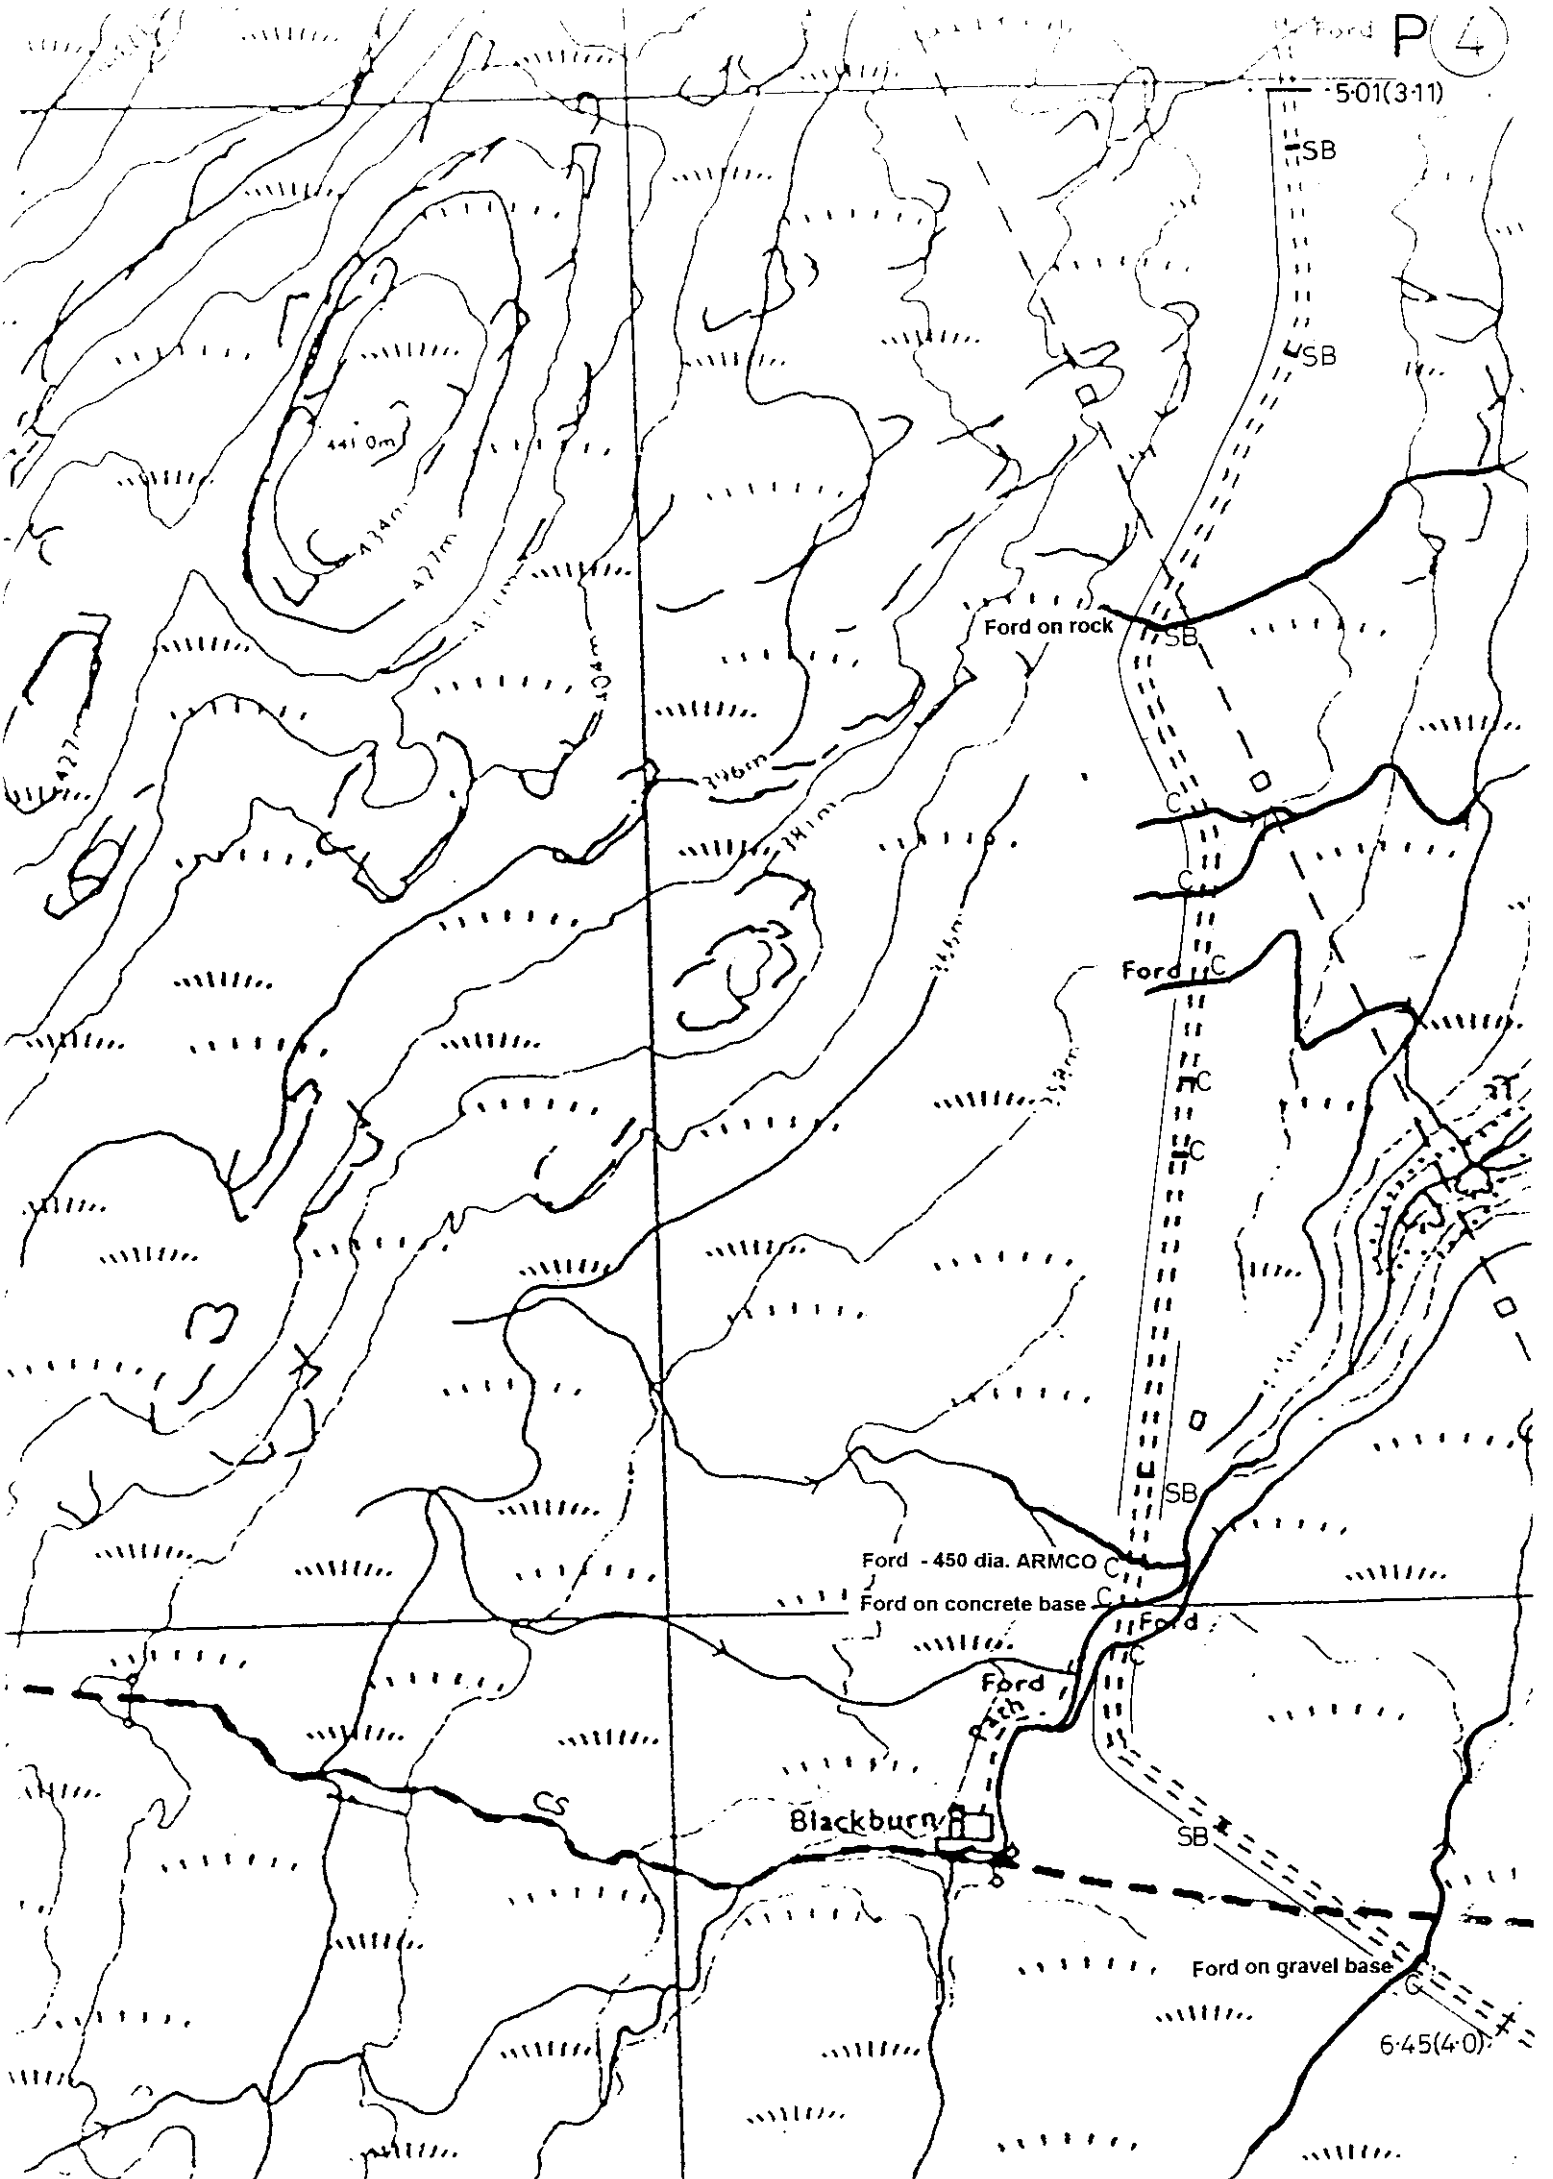 Ford P 4
5·01(3·11)
SB
SB
441.0m
434m
427m
404m
Ford on rock
SB
427m
396m
381m
C
C
Ford C
C
C
SB
Ford - 450 dia. ARMCO C
Ford on concrete base C
Ford
C
Ford
Path
CS
Blackburn
SB
Ford on gravel base
C
6·45(4·0)